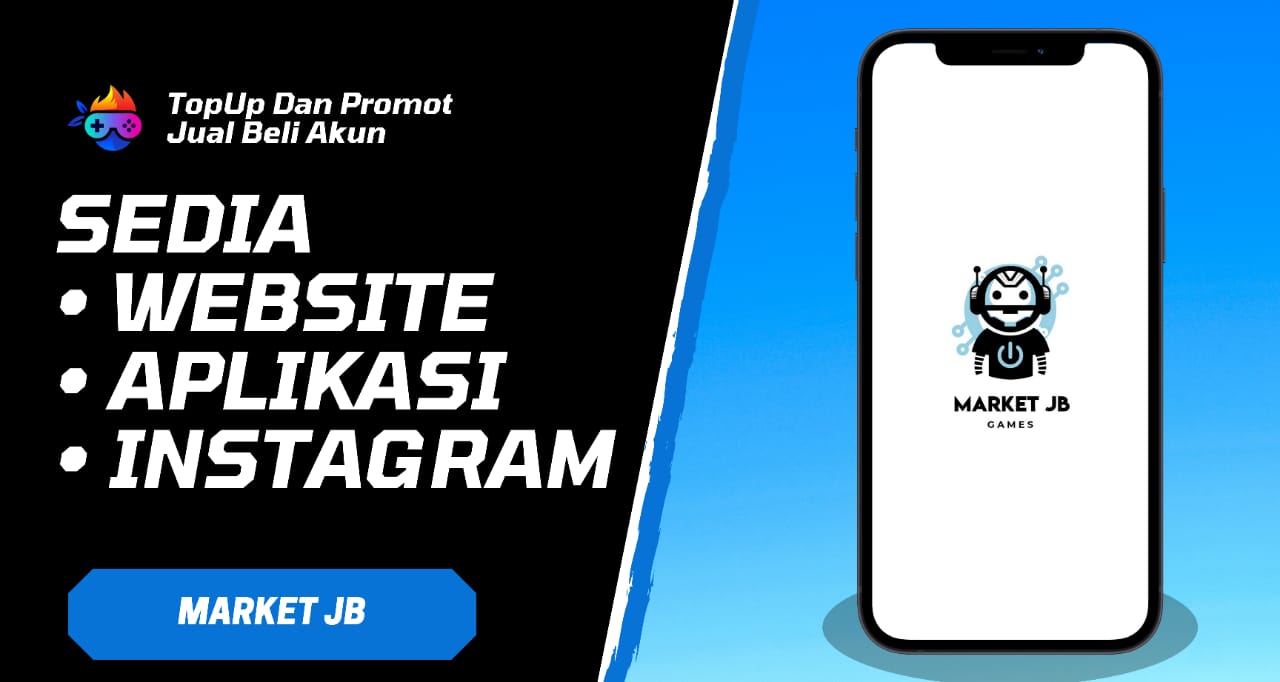 TopUp Dan Promot
Jual Beli Akun
SEDIA
• WEBSITE
• APLIKASI
• INSTAGRAM
MARKET JB
MARKET JB
GAMES